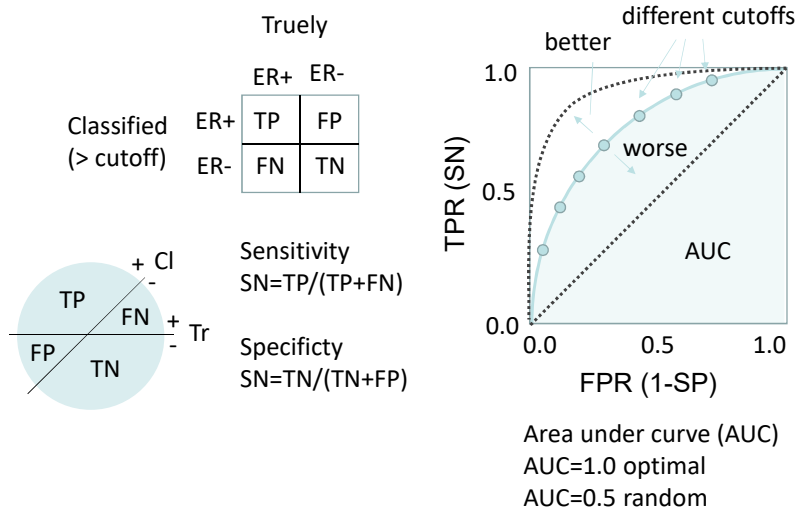 Truely
ER+ ER-
Classified
(> cutoff)
ER+ TP FP
ER- FN TN
+ Cl
-
TP
FN
+
- Tr
FP
TN
Sensitivity
SN=TP/(TP+FN)
Specificty
SN=TN/(TN+FP)
different cutoffs
better
1.0
worse
0.5
TPR (SN)
AUC
0.0
0.0 0.5 1.0
FPR (1-SP)
Area under curve (AUC)
AUC=1.0 optimal
AUC=0.5 random